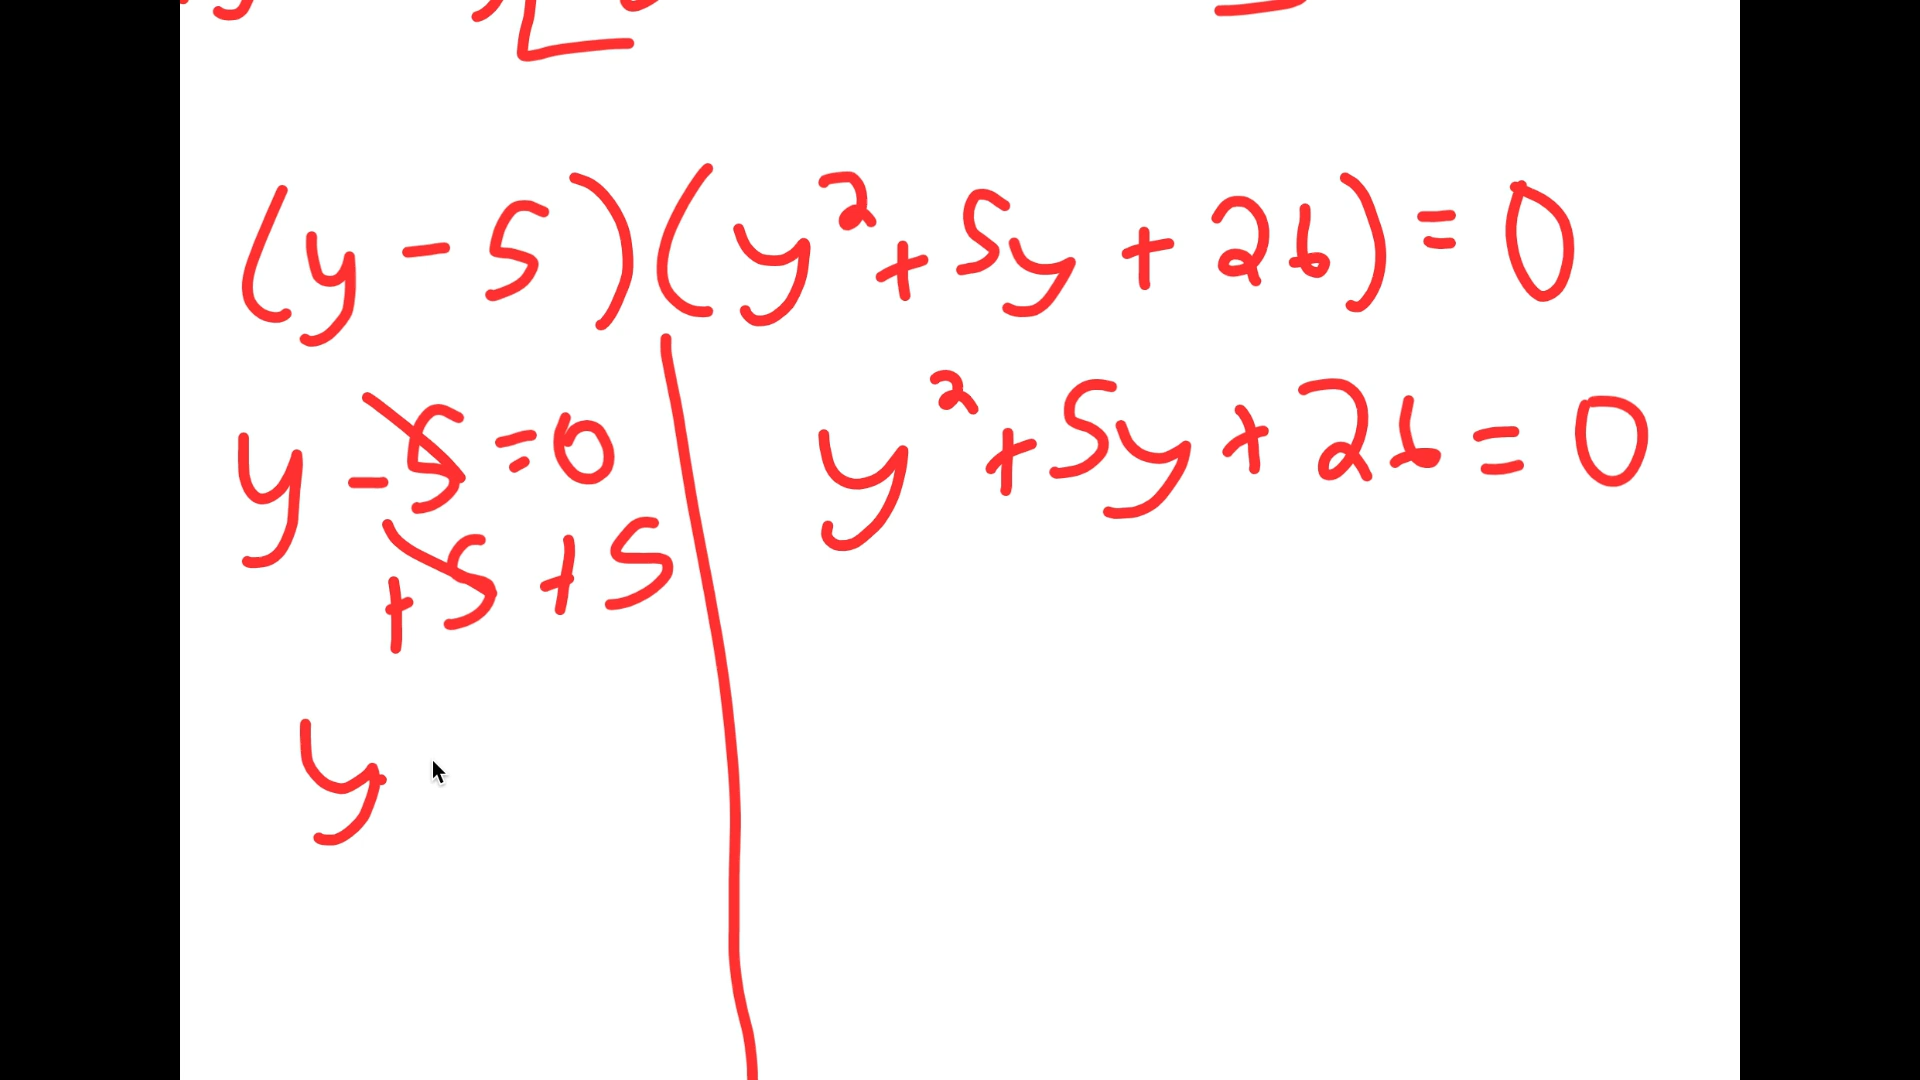 (y - 5)(y² + 5y + 26) = 0
y - 5 = 0
+5 +5
y
y² + 5y + 26 = 0